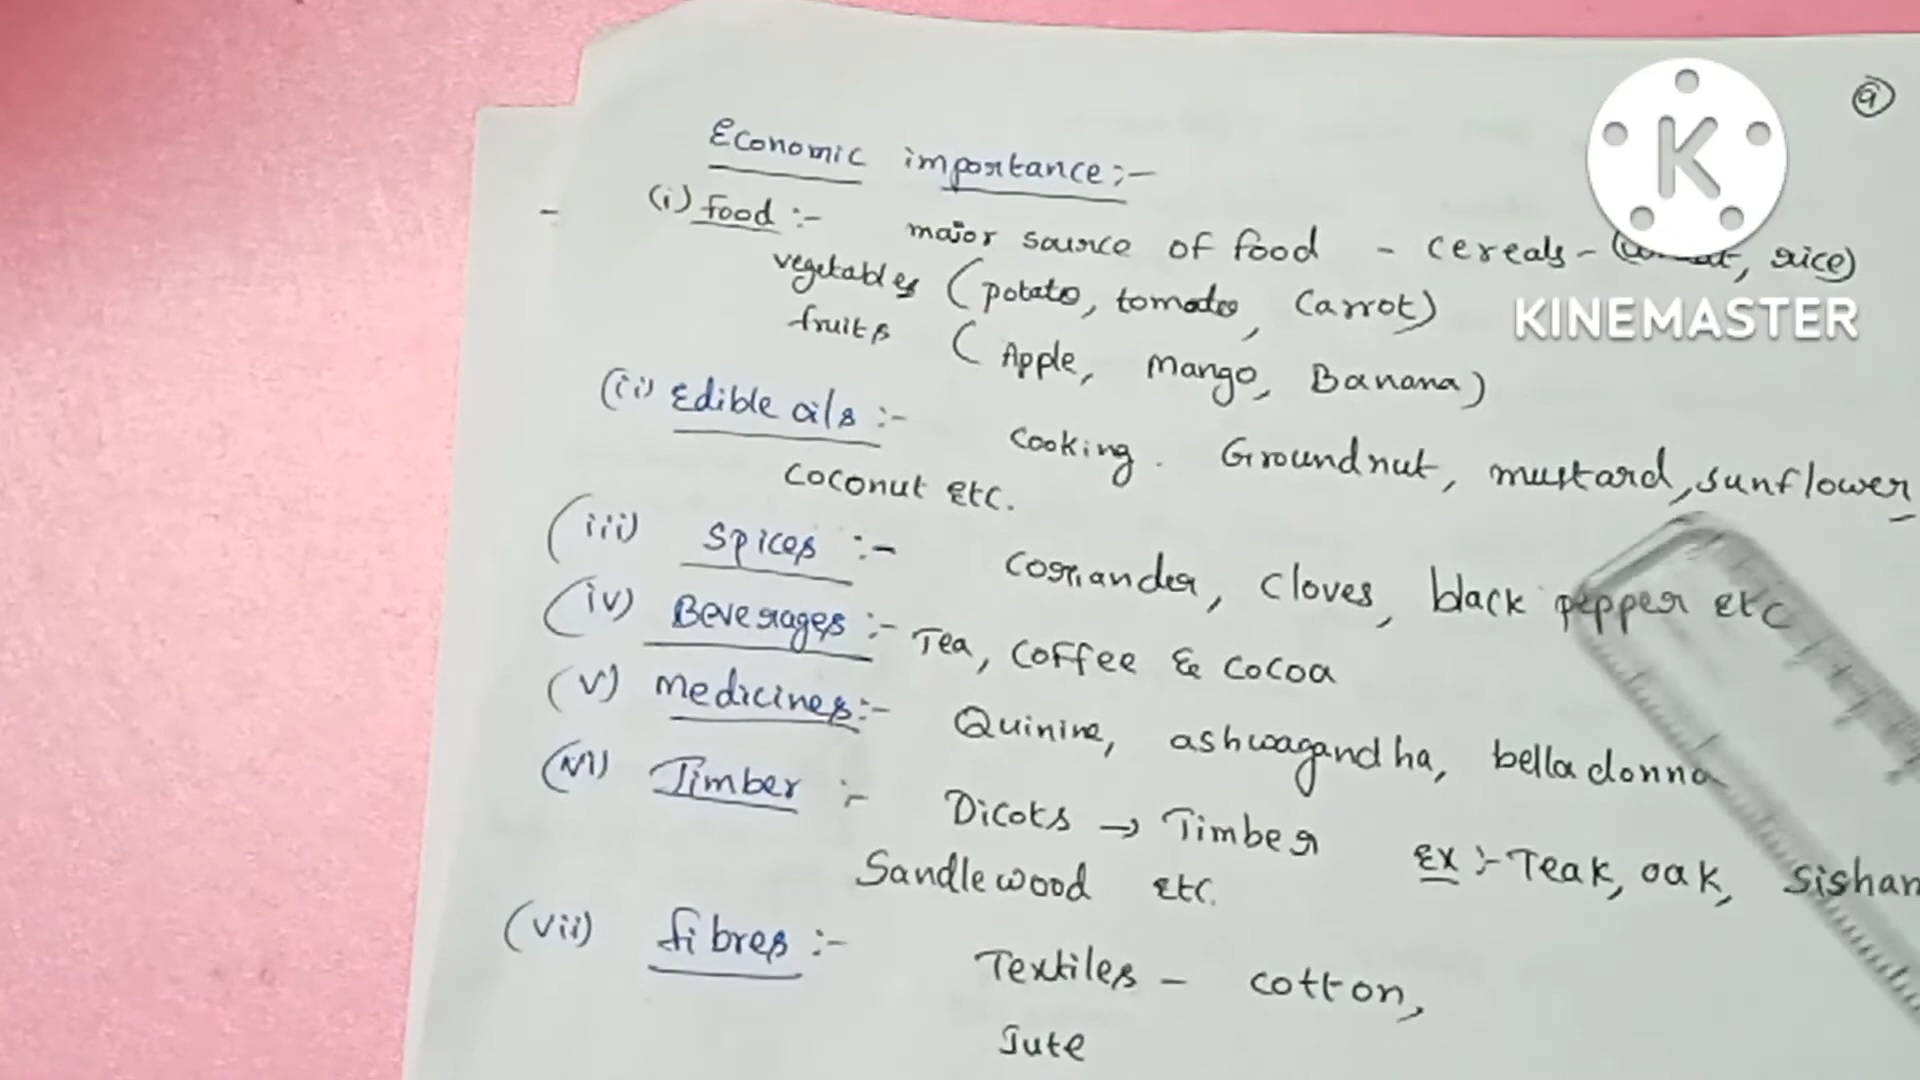 9
Economic importance:-
(i) food :- major source of food - cereals - (, rice)
vegetables (potato, tomato, Carrot)
fruits (Apple, Mango, Banana)
(ii) Edible oils :- cooking. Groundnut, mustard, sunflower,
coconut etc.
(iii) Spices :- Coriander, cloves, black pepper etc
(iv) Beverages :- Tea, coffee & cocoa
(v) Medicines :- Quinine, ashwagandha, belladonna
(vi) Timber :- Dicots → Timber Ex :- Teak, oak, sisham
Sandlewood etc.
(vii) fibres :- Textiles - cotton,
Jute
K
KINEMASTER